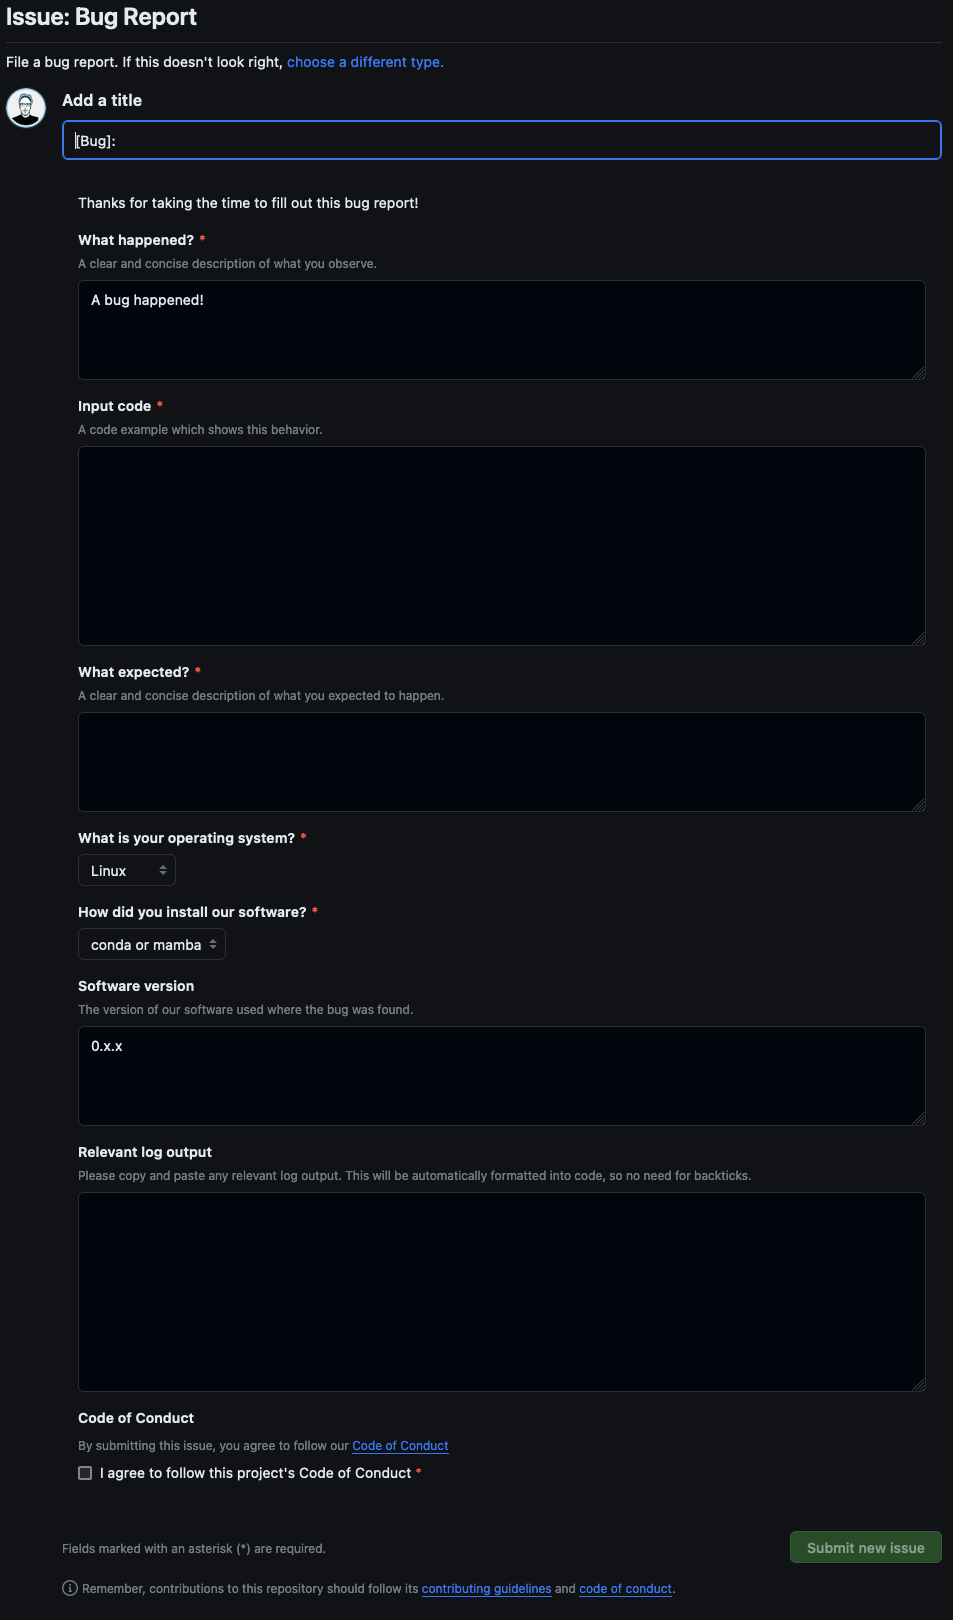 Issue: Bug Report
File a bug report. If this doesn't look right, choose a different type.
Add a title
[Bug]:
Thanks for taking the time to fill out this bug report!
What happened? *
A clear and concise description of what you observe.
A bug happened!
Input code *
A code example which shows this behavior.
What expected? *
A clear and concise description of what you expected to happen.
What is your operating system? *
Linux
How did you install our software? *
conda or mamba
Software version
The version of our software used where the bug was found.
0.x.x
Relevant log output
Please copy and paste any relevant log output. This will be automatically formatted into code, so no need for backticks.
Code of Conduct
By submitting this issue, you agree to follow our Code of Conduct
I agree to follow this project's Code of Conduct *
Fields marked with an asterisk (*) are required.
Submit new issue
Remember, contributions to this repository should follow its contributing guidelines and code of conduct.